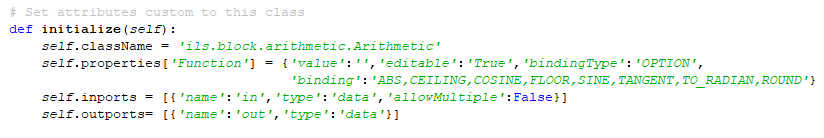 # Set attributes custom to this class
def initialize(self):
    self.className = 'ils.block.arithmetic.Arithmetic'
    self.properties['Function'] = {'value':'','editable':'True','bindingType':'OPTION',
                                   'binding':'ABS,CEILING,COSINE,FLOOR,SINE,TANGENT,TO_RADIAN,ROUND'}
    self.inports = [{'name':'in','type':'data','allowMultiple':False}]
    self.outports= [{'name':'out','type':'data'}]